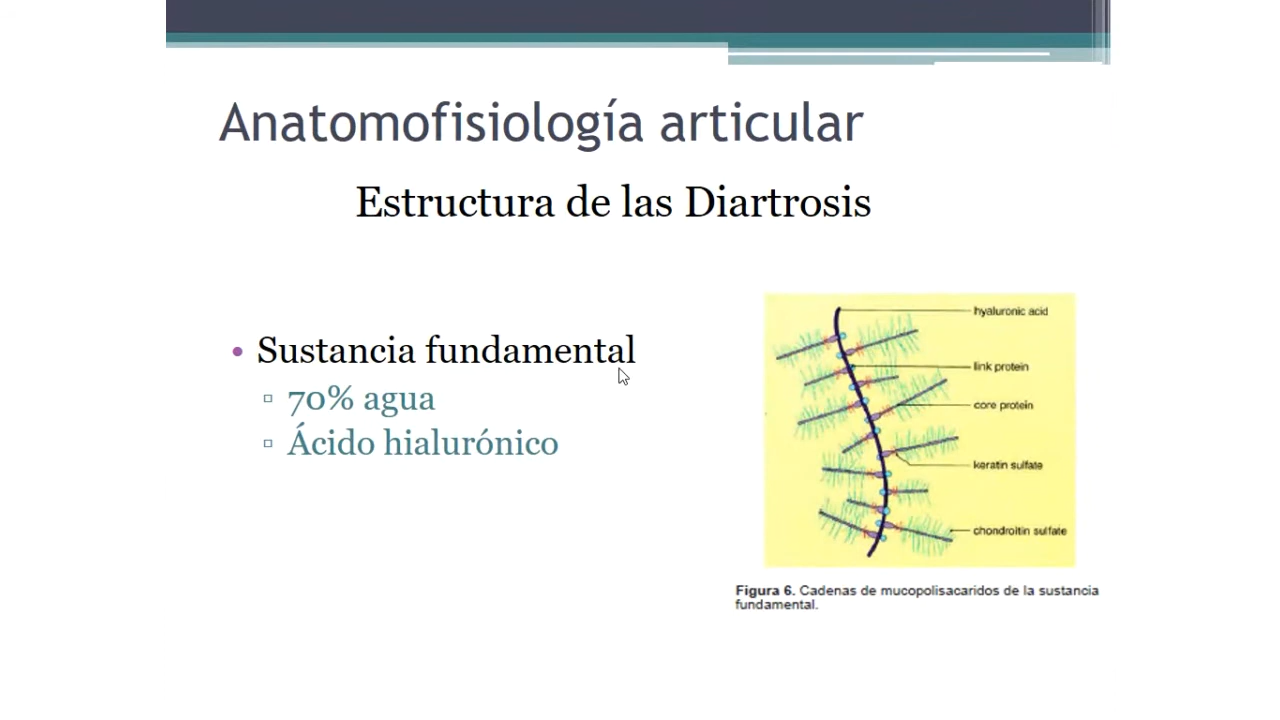 Anatomofisiología articular
Estructura de las Diartrosis
• Sustancia fundamental
▫ 70% agua
▫ Ácido hialurónico
hyaluronic acid
link protein
core protein
keratin sulfate
chondroitin sulfate
Figura 6. Cadenas de mucopolisacaridos de la sustancia
fundamental.